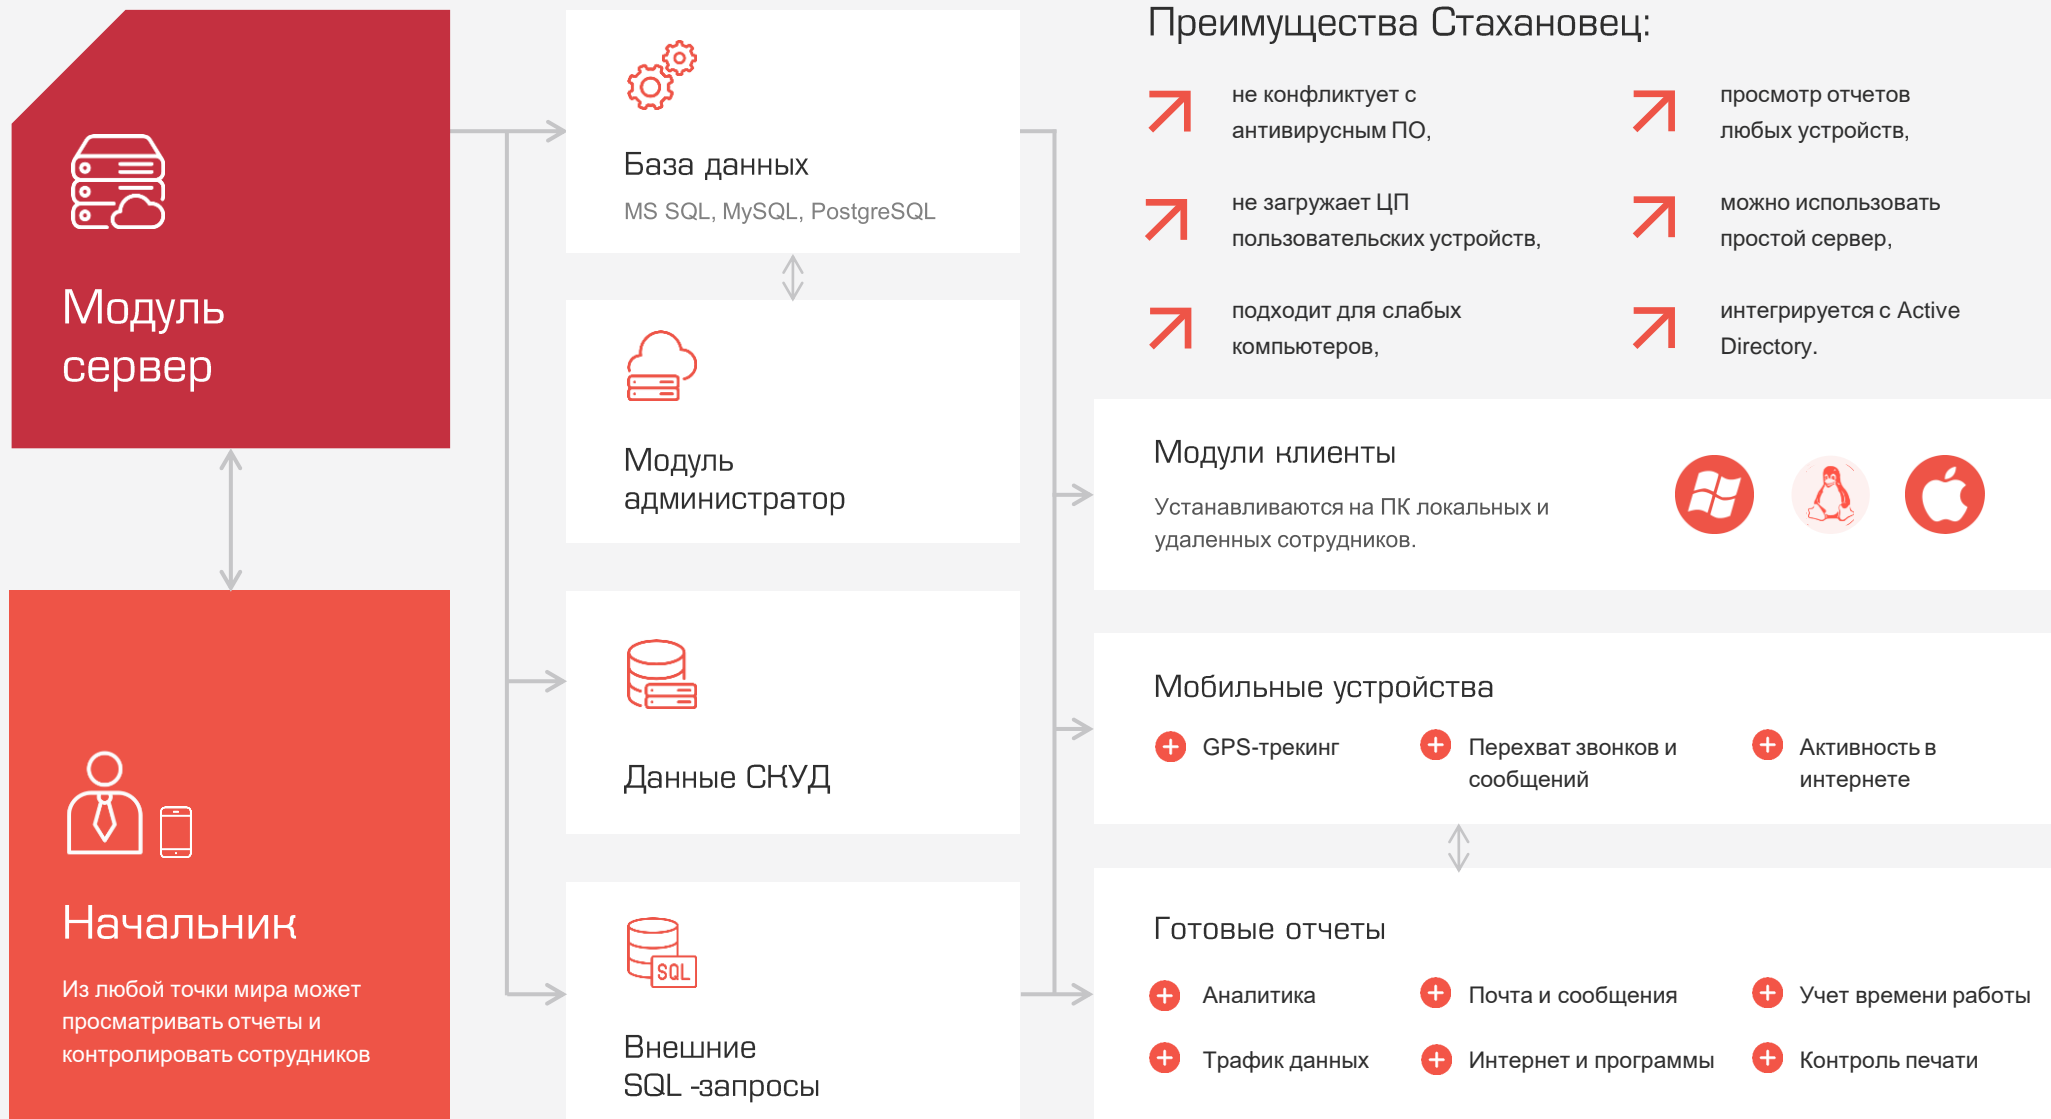 Модуль
сервер
Начальник
Из любой точки мира может
просматривать отчеты и
контролировать сотрудников
База данных
MS SQL, MySQL, PostgreSQL
Модуль
администратор
Данные СКУД
SQL
Внешние
SQL -запросы
Преимущества Стахановец:
не конфликтует с
антивирусным ПО,
не загружает ЦП
пользовательских устройств,
подходит для слабых
компьютеров,
просмотр отчетов
любых устройств,
можно использовать
простой сервер,
интегрируется с Active
Directory.
Модули клиенты
Устанавливаются на ПК локальных и
удаленных сотрудников.
Мобильные устройства
GPS-трекинг
Перехват звонков и
сообщений
Активность в
интернете
Готовые отчеты
Аналитика
Почта и сообщения
Учет времени работы
Трафик данных
Интернет и программы
Контроль печати